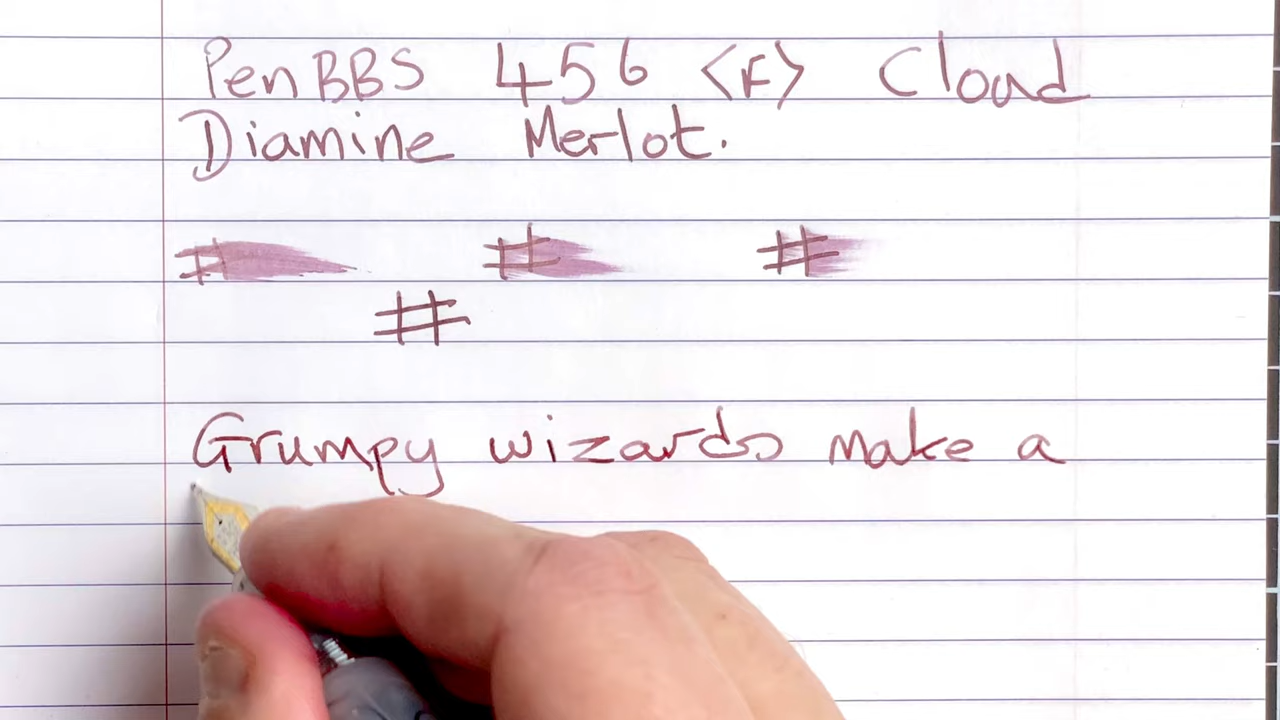 PenBBS 456 <F> Cloud
Diamine Merlot.
# # #
#
Grumpy wizards make a